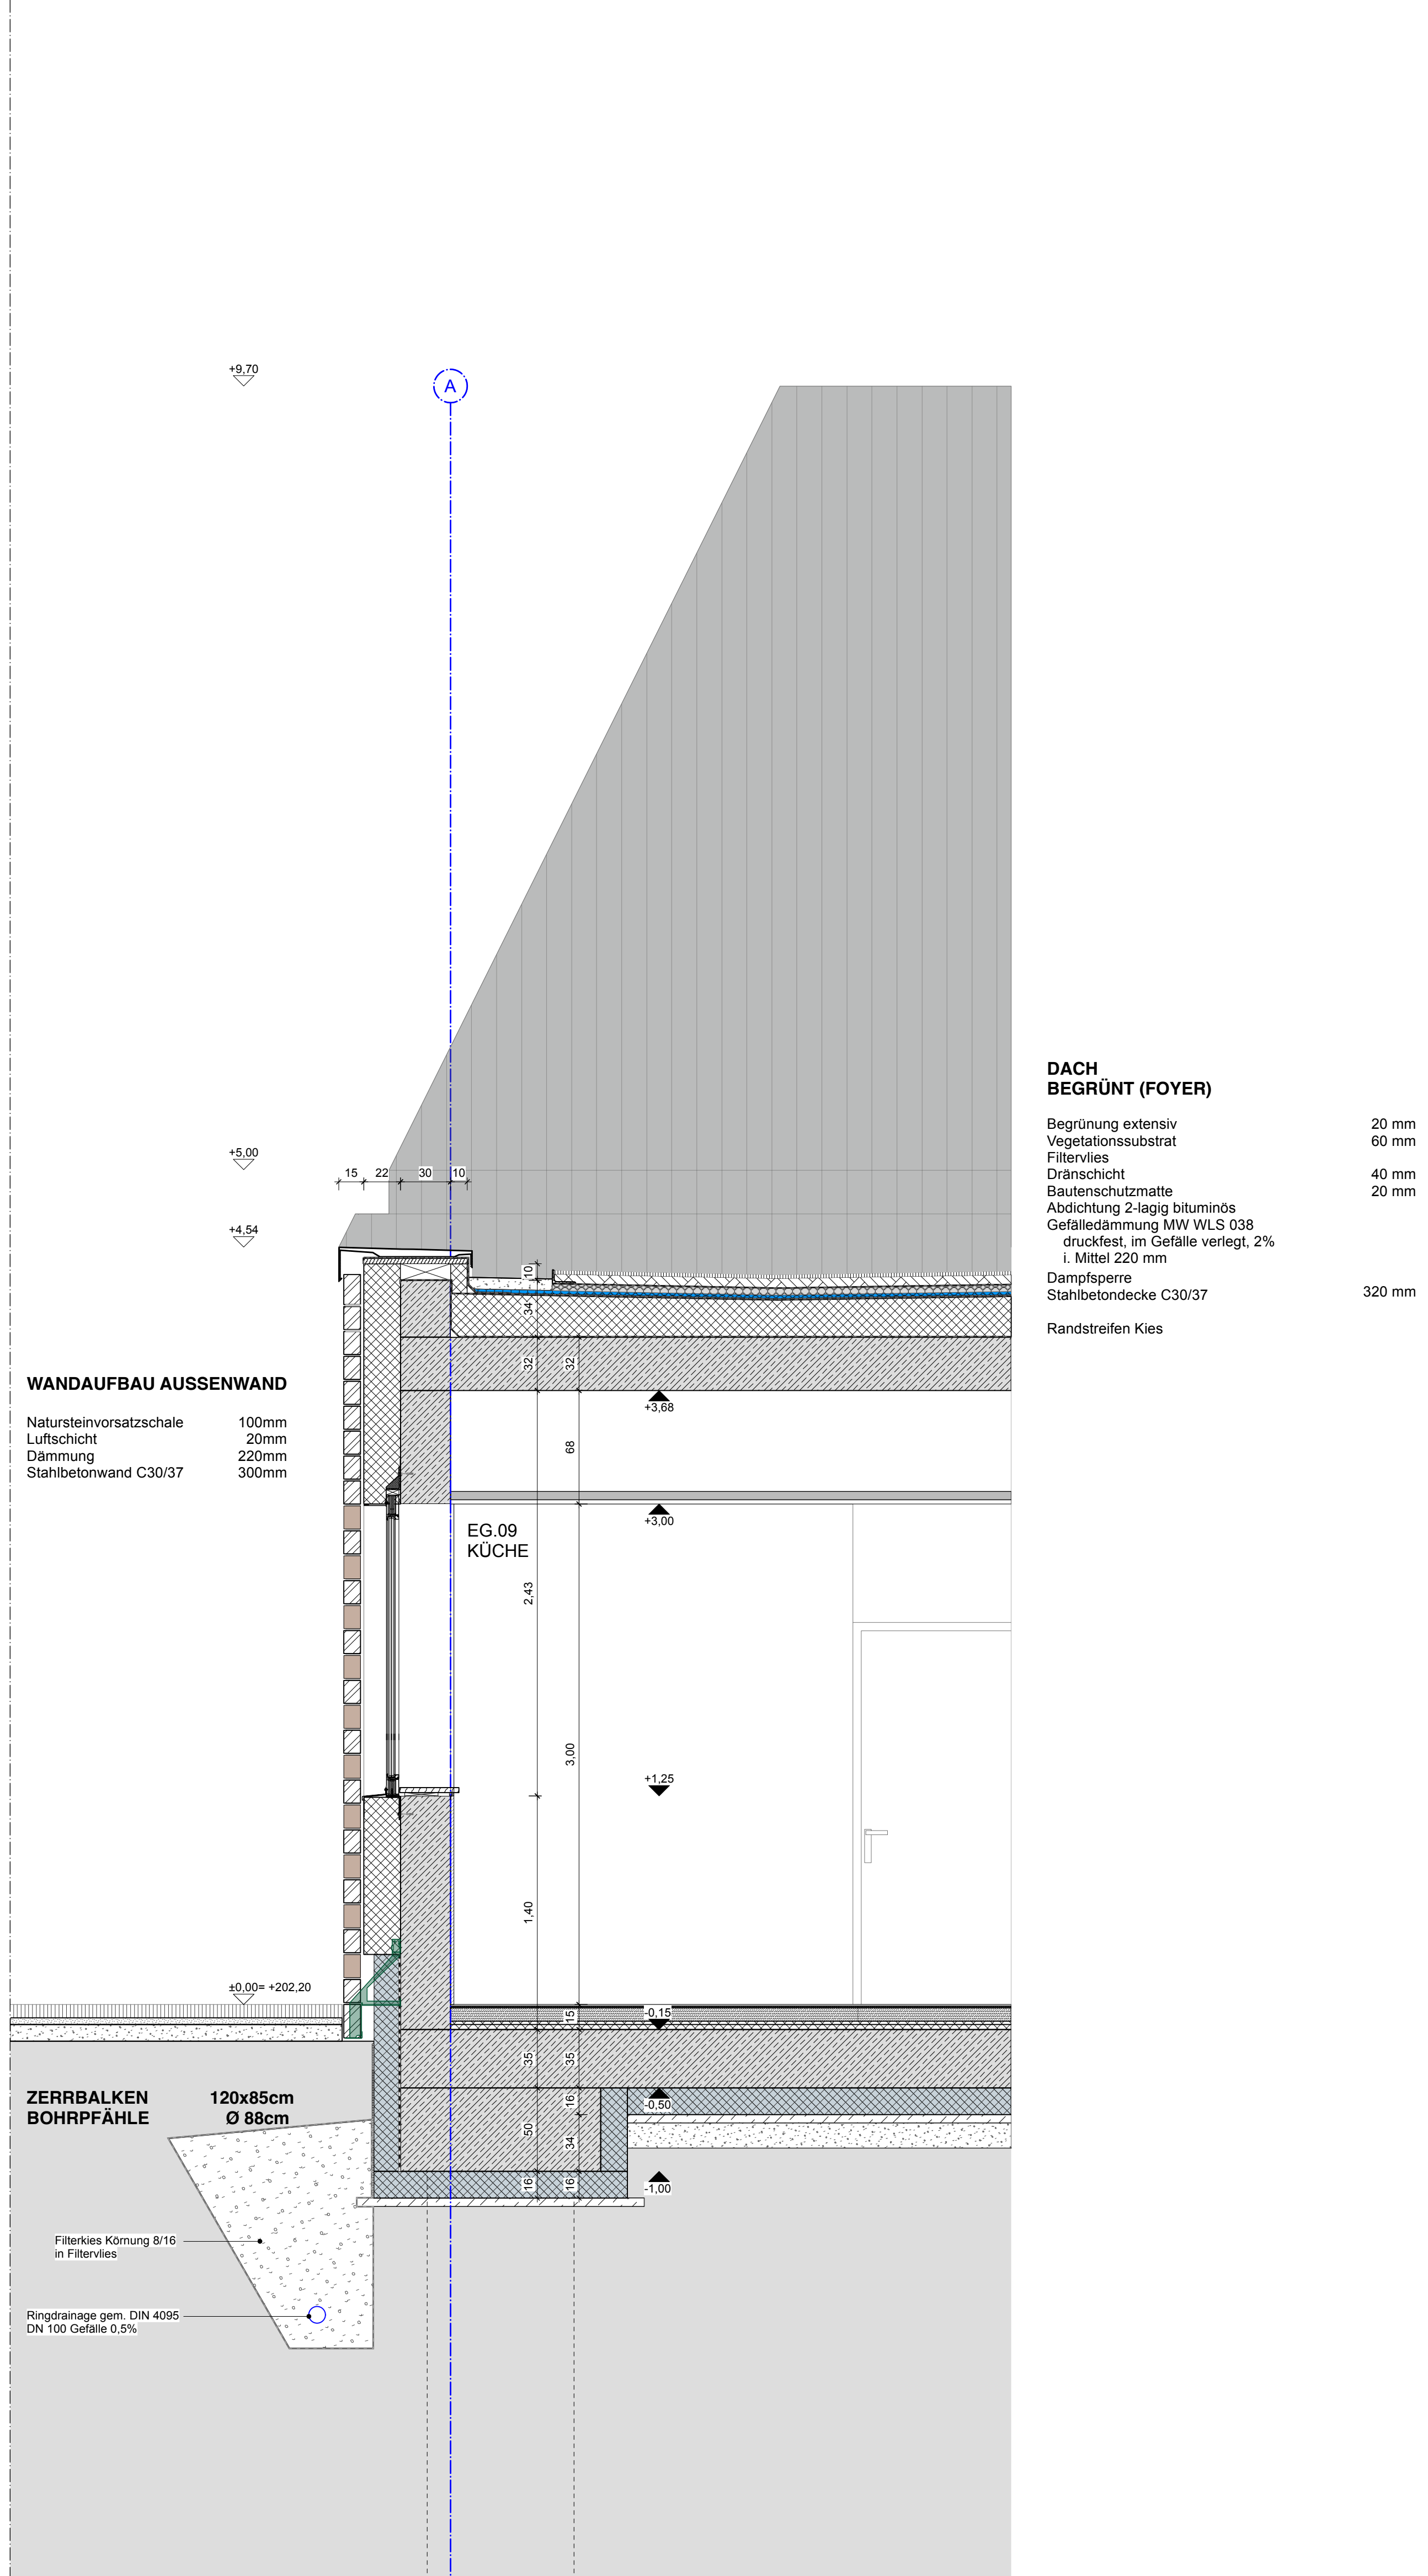 +9,70
A
DACH
BEGRÜNT (FOYER)
Begrünung extensiv 20 mm
Vegetationssubstrat 60 mm
Filtervlies
Dränschicht 40 mm
Bautenschutzmatte 20 mm
Abdichtung 2-lagig bituminös
Gefälledämmung MW WLS 038
druckfest, im Gefälle verlegt, 2%
i. Mittel 220 mm
Dampfsperre
Stahlbetondecke C30/37 320 mm
Randstreifen Kies
+5,00
15 22 30 10
+4,54
10
34
32 32
+3,68
WANDAUFBAU AUSSENWAND
Natursteinvorsatzschale 100mm
Luftschicht 20mm
Dämmung 220mm
Stahlbetonwand C30/37 300mm
68
+3,00
EG.09
KÜCHE
2,43
3,00
+1,25
1,40
±0,00= +202,20
15
-0,15
35 35
ZERRBALKEN 120x85cm
BOHRPFÄHLE Ø 88cm
16
-0,50
50
34
16 16
-1,00
Filterkies Körnung 8/16
in Filtervlies
Ringdrainage gem. DIN 4095
DN 100 Gefälle 0,5%